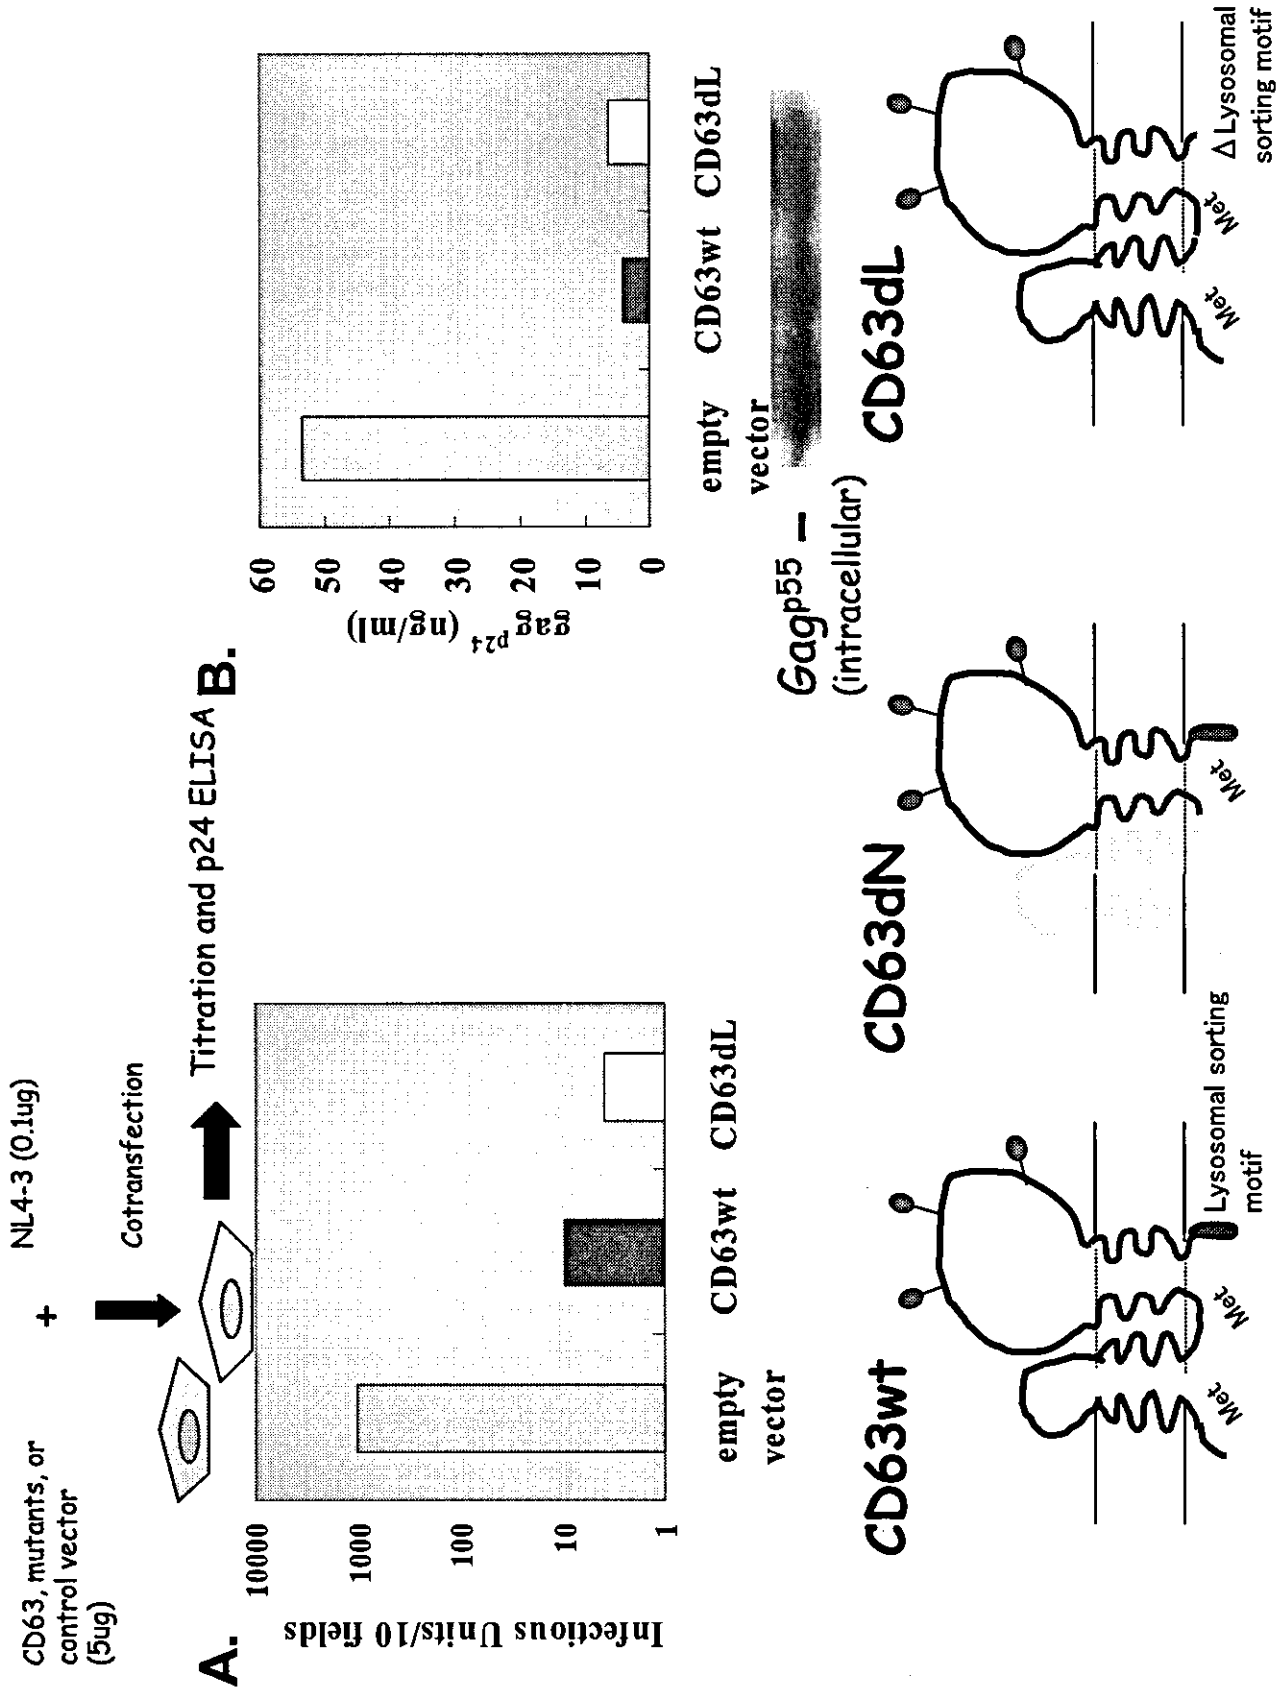 CD63, mutants, or
control vector
(5ug)
+
NL4-3 (0.1ug)
Cotransfection
Titration and p24 ELISA
A.
Infectious Units/10 fields
10000
1000
100
10
1
empty
vector
CD63wt
CD63dL
B.
gag p24 (ng/ml)
60
50
40
30
20
10
0
empty
vector
CD63wt
CD63dL
Gag p55 –
(intracellular)
CD63wt
Met
Met
Lysosomal sorting
motif
CD63dN
Met
CD63dL
Met
Met
Δ Lysosomal
sorting motif